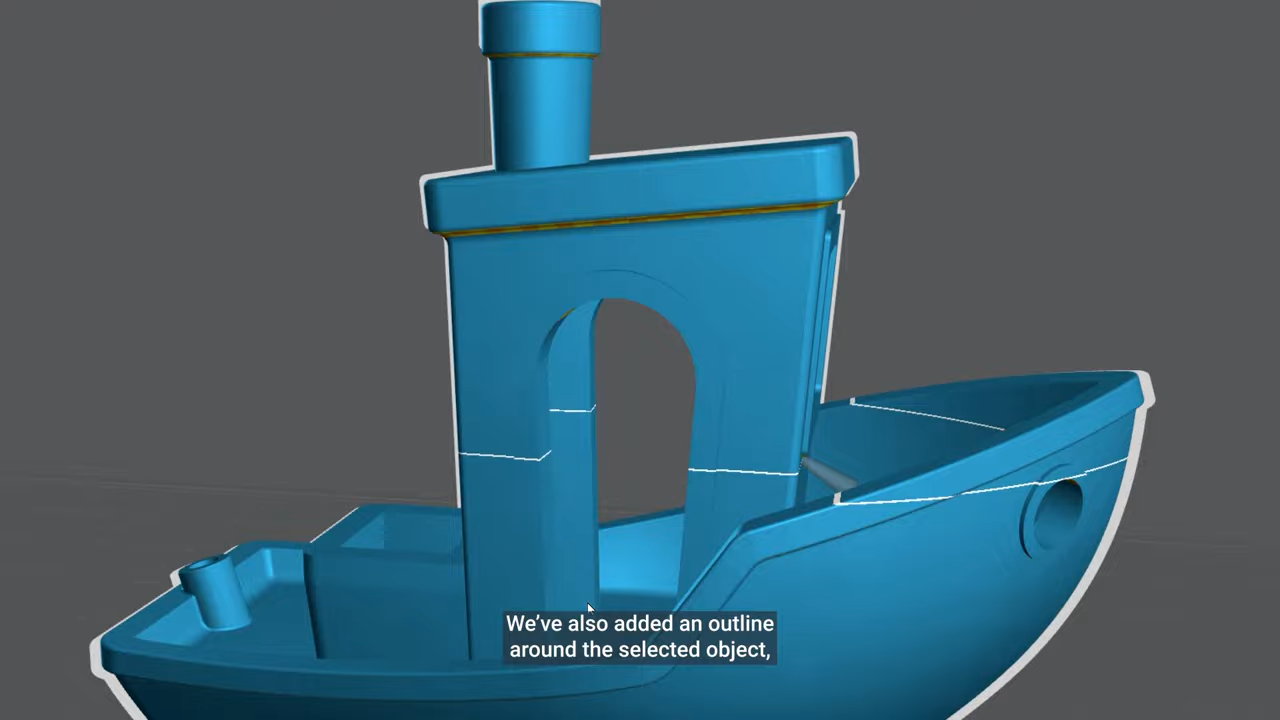 We’ve also added an outline
around the selected object,